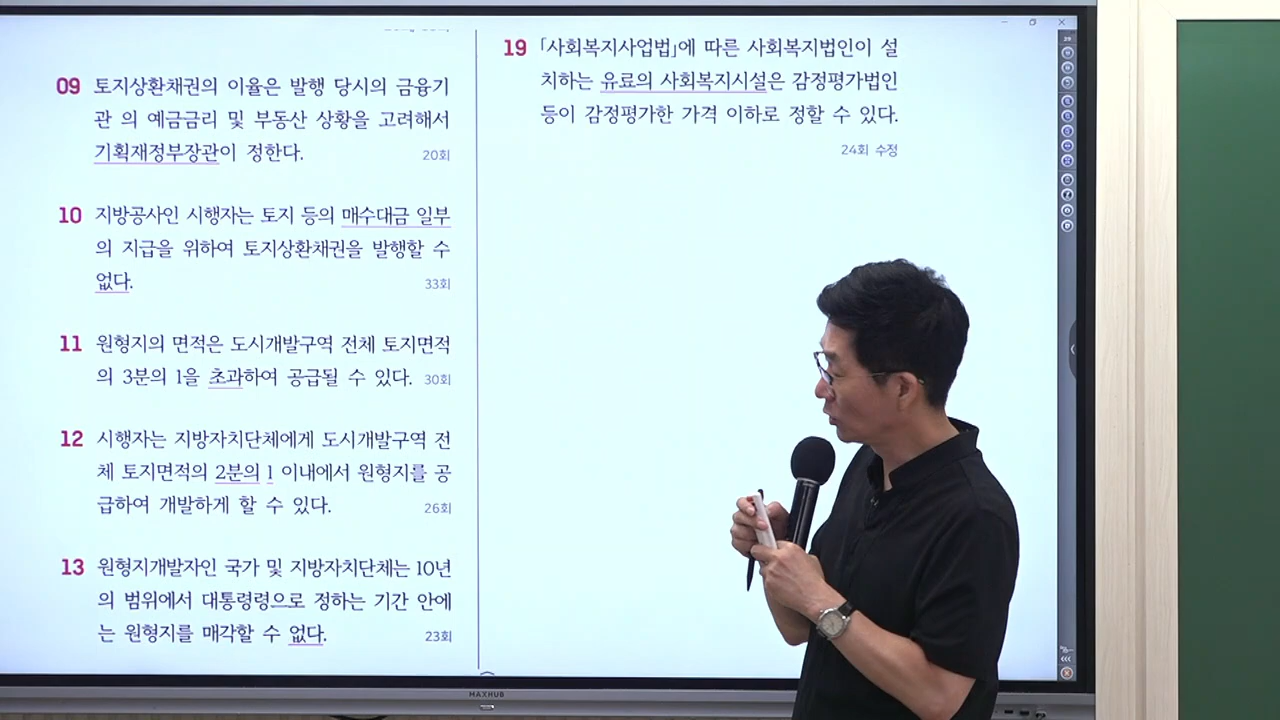 09 토지상환채권의 이율은 발행 당시의 금융기
관 의 예금금리 및 부동산 상황을 고려해서
기획재정부장관이 정한다. 20회
10 지방공사인 시행자는 토지 등의 매수대금 일부
의 지급을 위하여 토지상환채권을 발행할 수
없다. 33회
11 원형지의 면적은 도시개발구역 전체 토지면적
의 3분의 1을 초과하여 공급될 수 있다. 30회
12 시행자는 지방자치단체에게 도시개발구역 전
체 토지면적의 2분의 1 이내에서 원형지를 공
급하여 개발하게 할 수 있다. 26회
13 원형지개발자인 국가 및 지방자치단체는 10년
의 범위에서 대통령령으로 정하는 기간 안에
는 원형지를 매각할 수 없다. 23회
19 「사회복지사업법」에 따른 사회복지법인이 설
치하는 유료의 사회복지시설은 감정평가법인
등이 감정평가한 가격 이하로 정할 수 있다.
24회 수정
MAXHUB